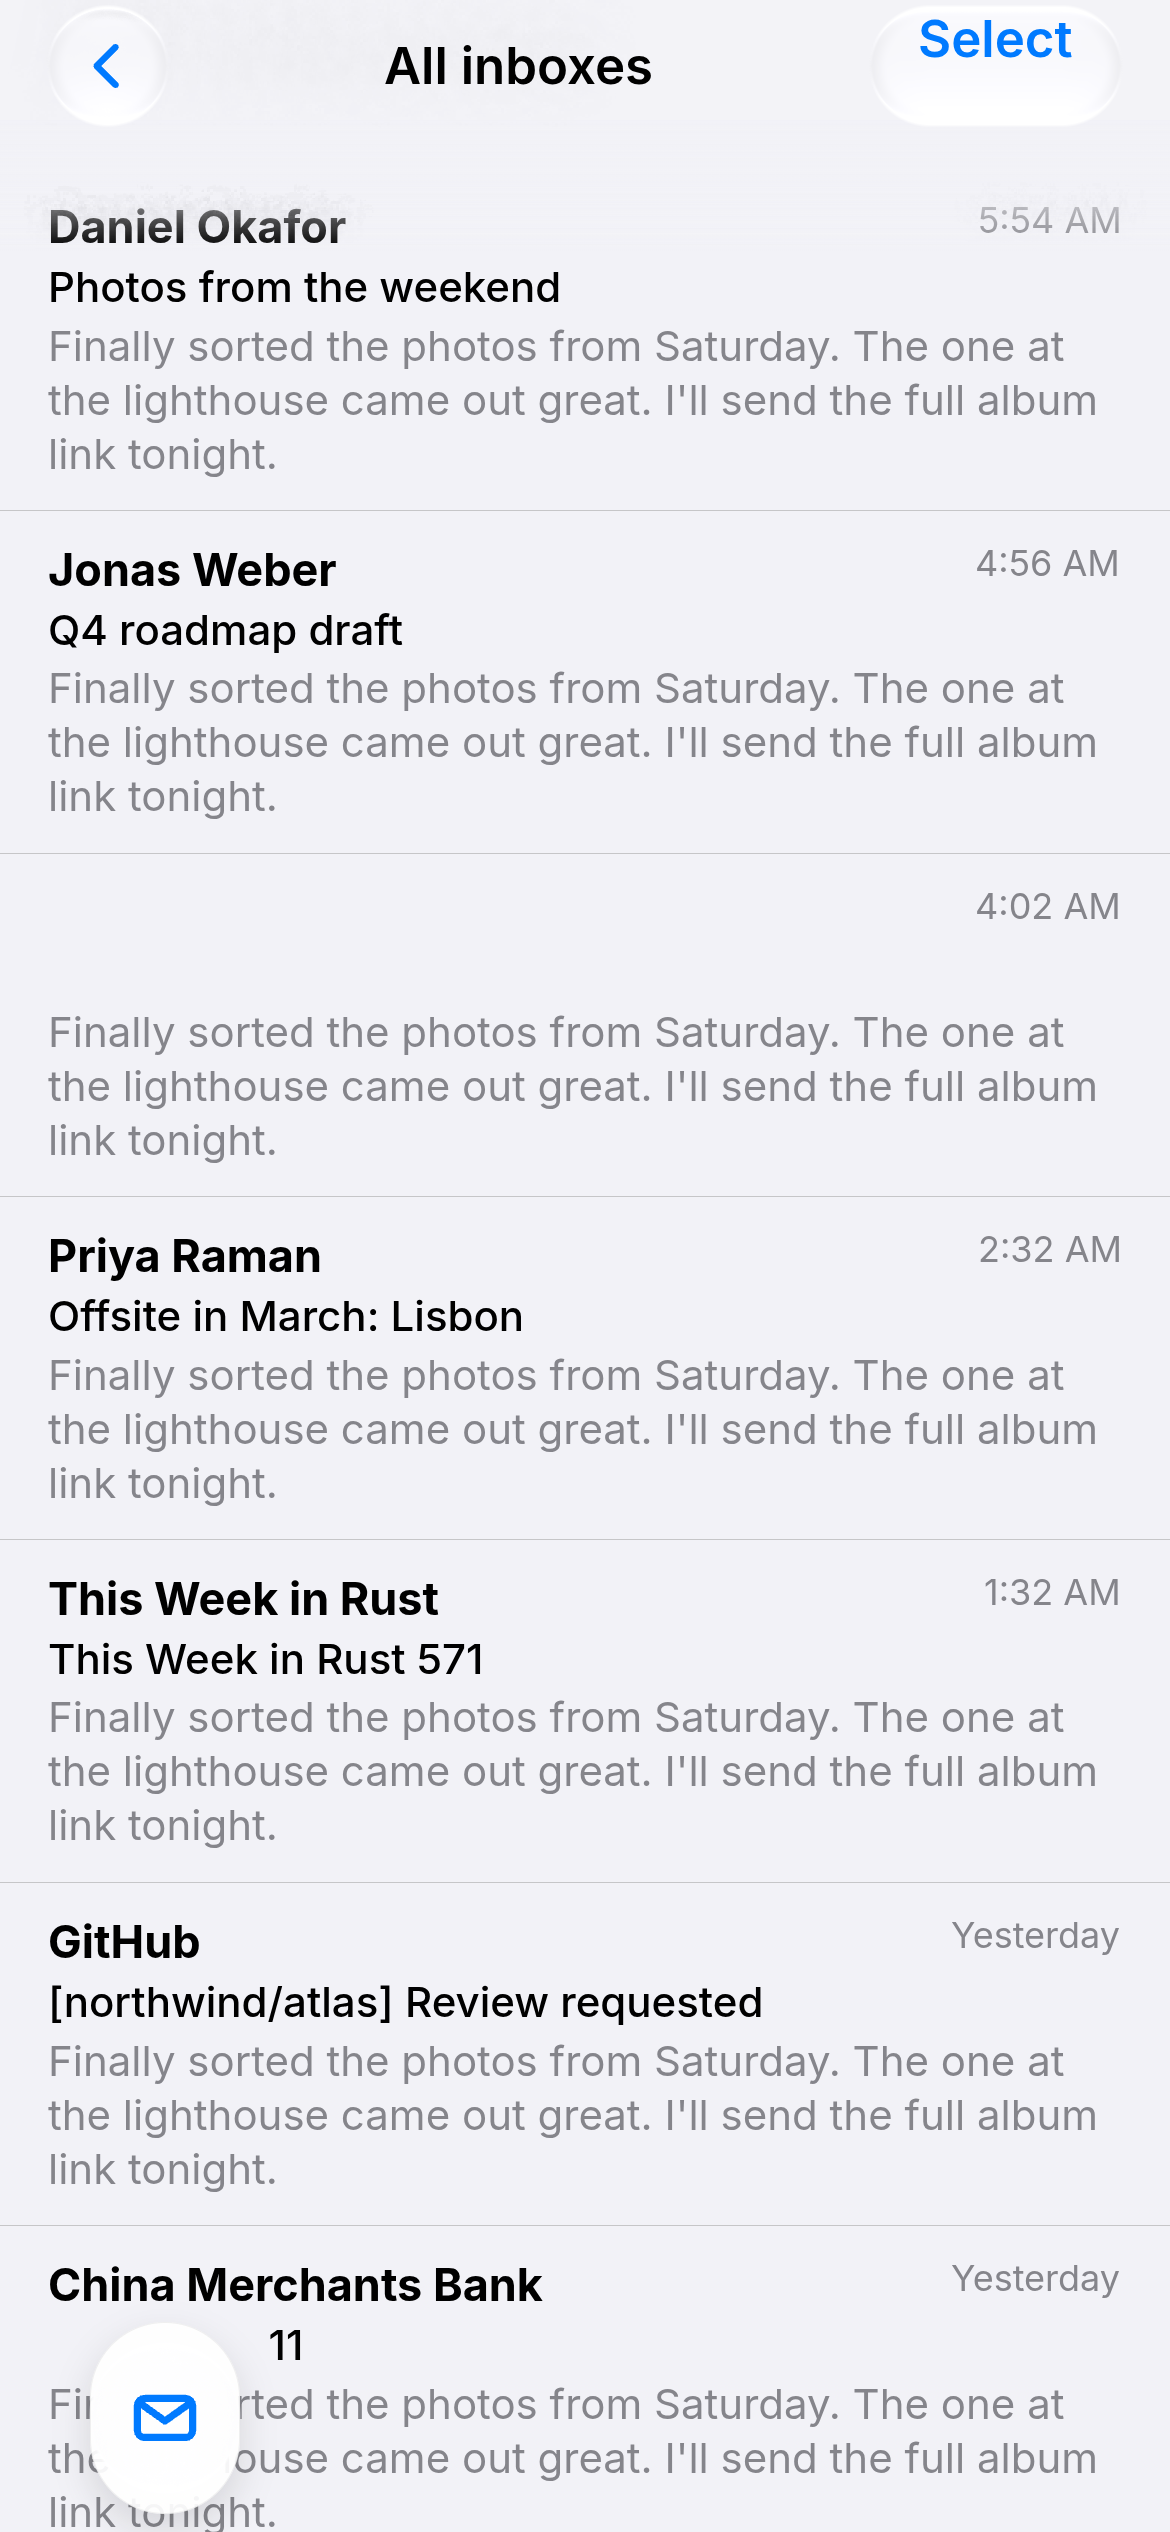 All inboxes
Select
Daniel Okafor
5:54 AM
Photos from the weekend
Finally sorted the photos from Saturday. The one at
the lighthouse came out great. I'll send the full album
link tonight.
Jonas Weber
4:56 AM
Q4 roadmap draft
Finally sorted the photos from Saturday. The one at
the lighthouse came out great. I'll send the full album
link tonight.
4:02 AM
Finally sorted the photos from Saturday. The one at
the lighthouse came out great. I'll send the full album
link tonight.
Priya Raman
2:32 AM
Offsite in March: Lisbon
Finally sorted the photos from Saturday. The one at
the lighthouse came out great. I'll send the full album
link tonight.
This Week in Rust
1:32 AM
This Week in Rust 571
Finally sorted the photos from Saturday. The one at
the lighthouse came out great. I'll send the full album
link tonight.
GitHub
Yesterday
[northwind/atlas] Review requested
Finally sorted the photos from Saturday. The one at
the lighthouse came out great. I'll send the full album
link tonight.
China Merchants Bank
Yesterday
11
the photos from Saturday. The one at
came out great. I'll send the full album
link tonight.